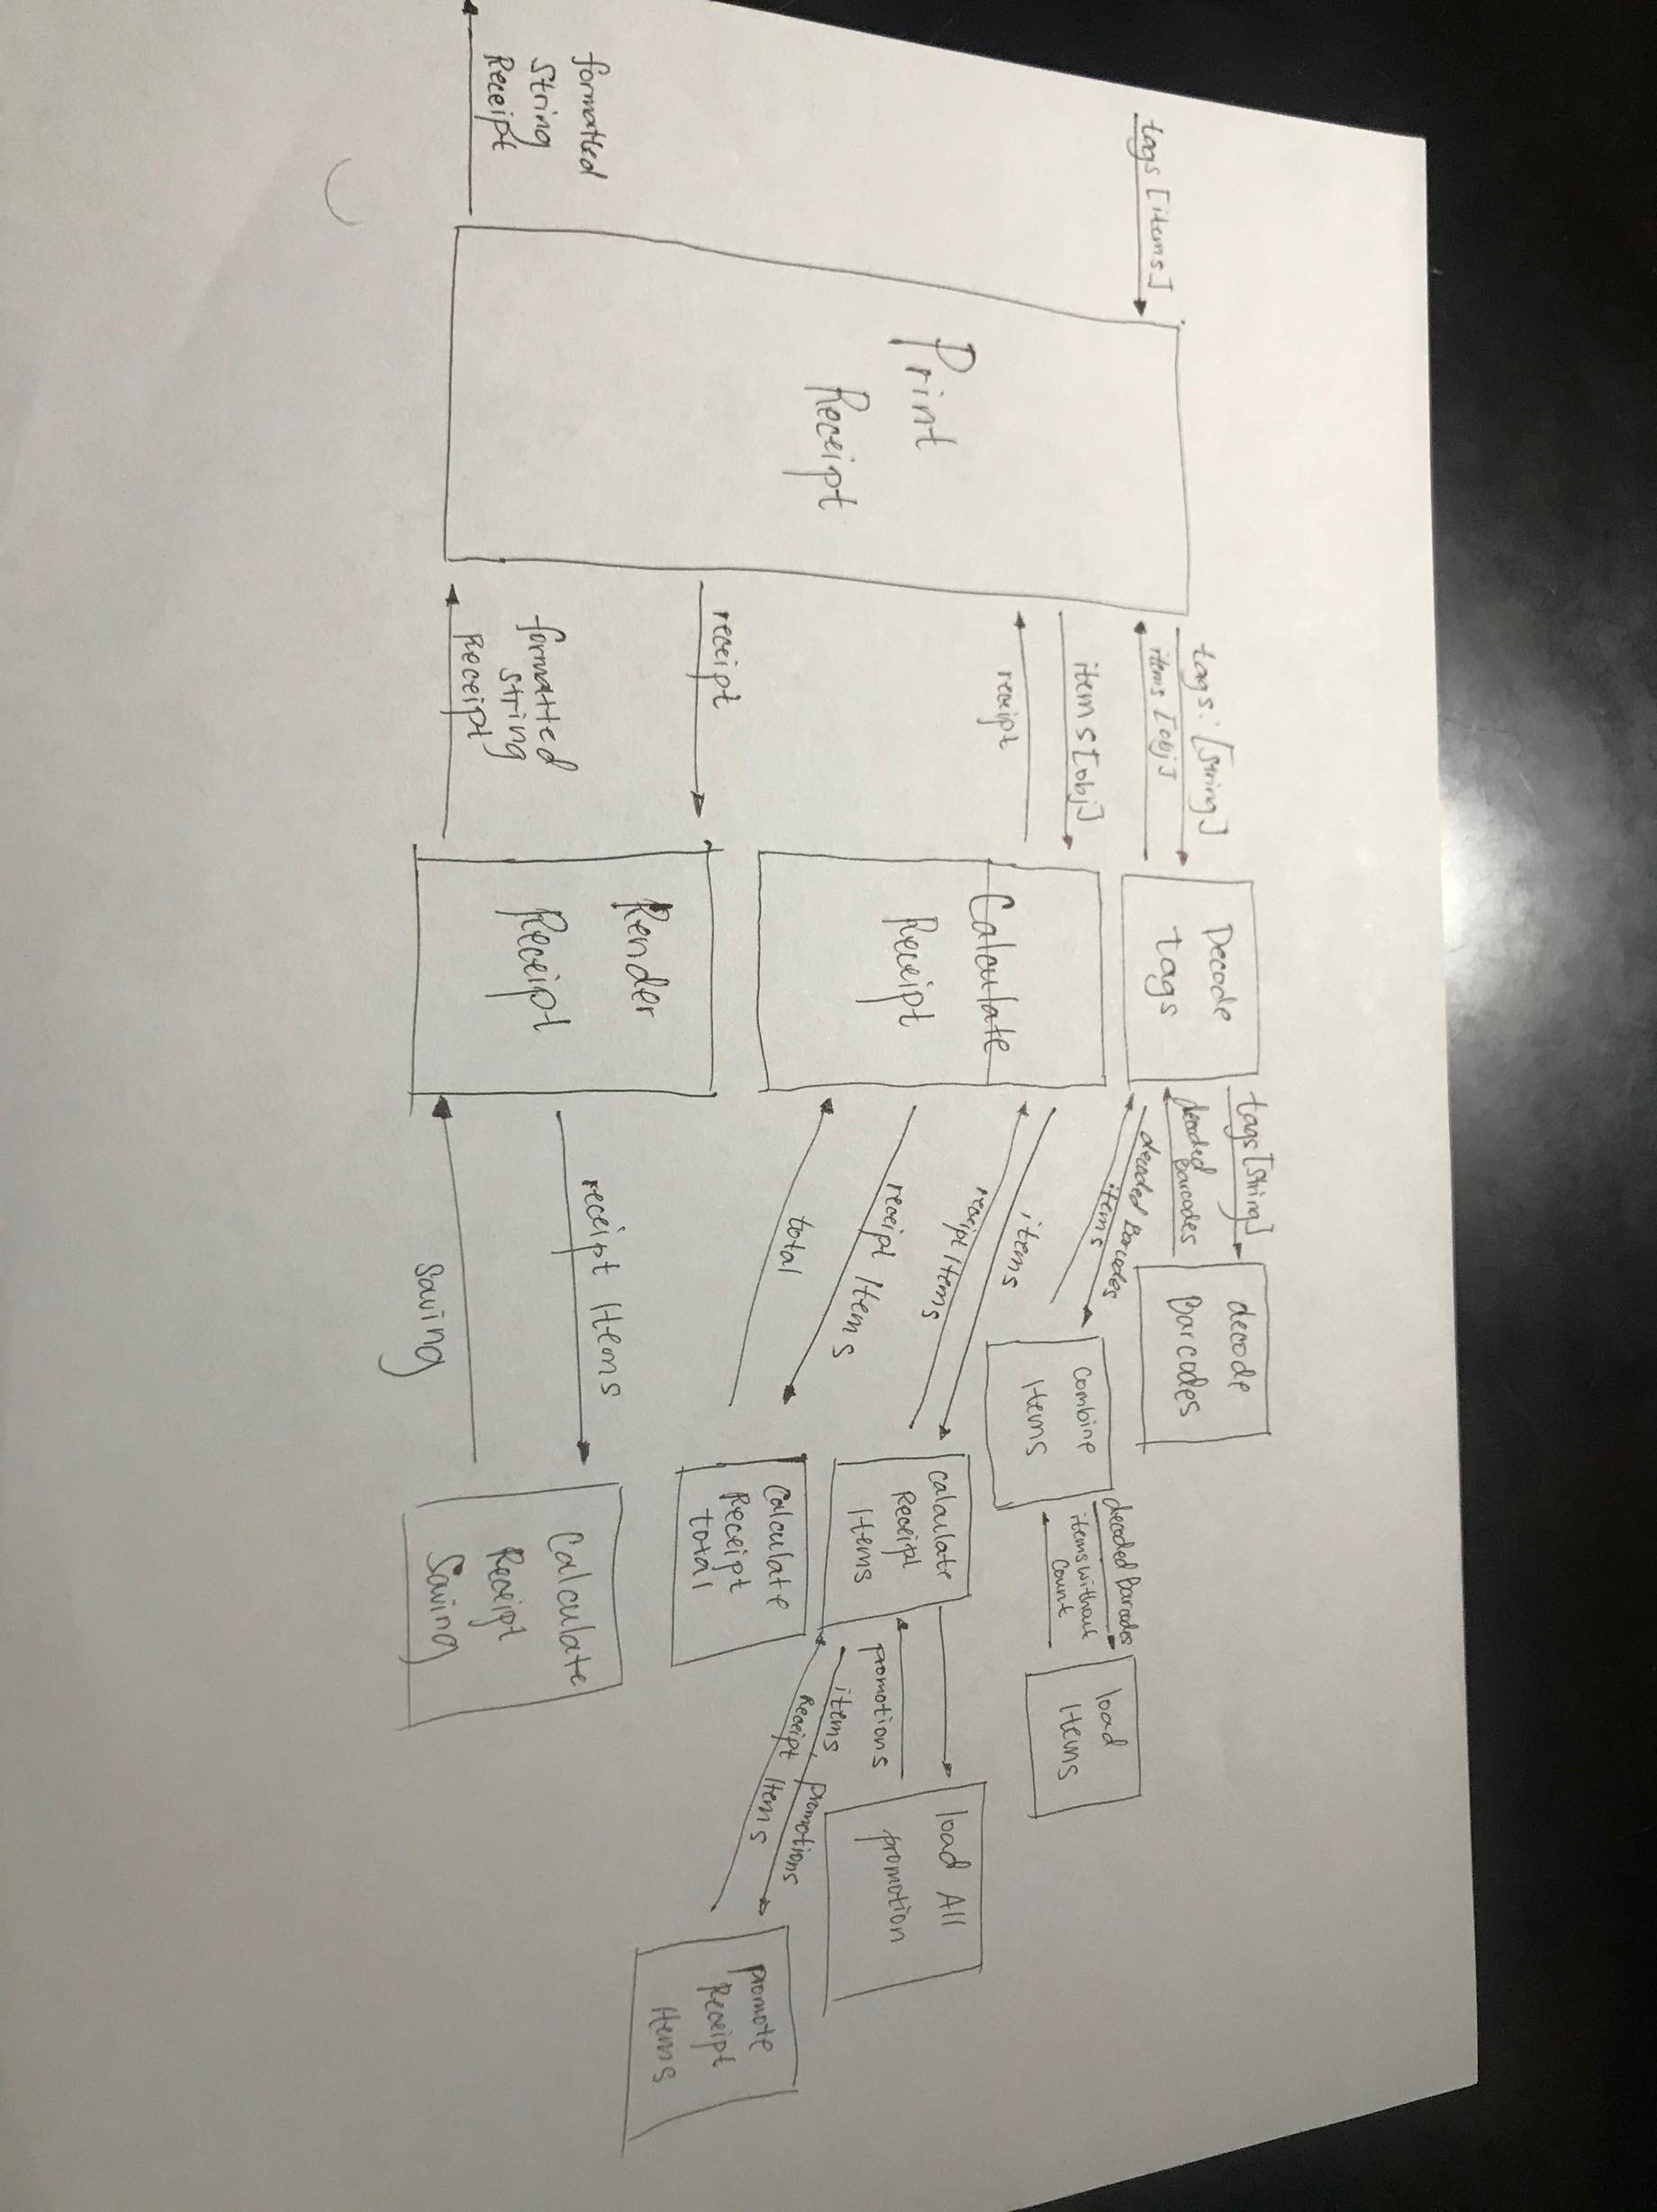 tags [items]
Print
Receipt
formatted
String
Receipt
tags: [String]
items [obj]
items [obj]
receipt
receipt
formatted
string
Receipt
Decode
tags
Calculate
Receipt
Render
Receipt
tags [String]
decoded
Barcodes
decoded Barcodes
items
items
receipt Items
receipt Items
total
receipt Items
Saving
decode
Barcodes
Combine
Items
calculate
Receipt
Items
Calculate
Receipt
total
Calculate
Receipt
Saving
decoded Barcodes
items without
Count
promotions
items, promotions
Receipt Items
load
Items
load All
promotion
promote
Receipt
Items